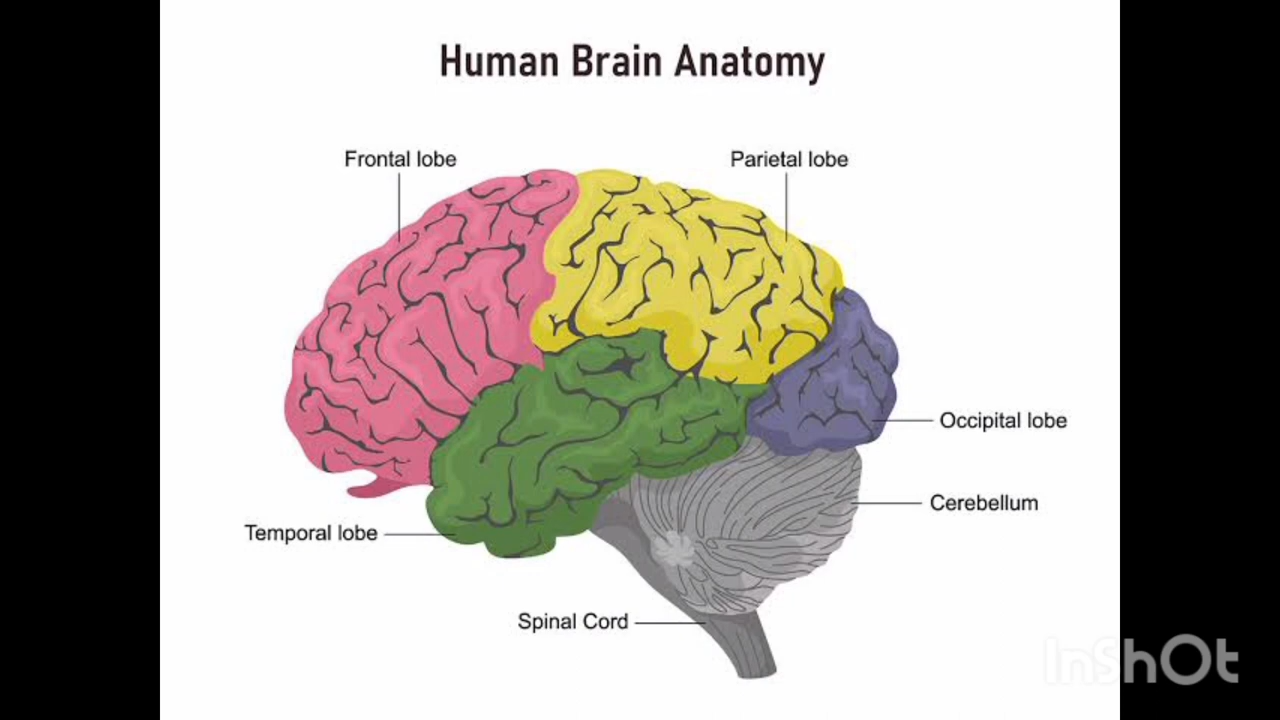 Human Brain Anatomy
Frontal lobe
Parietal lobe
Occipital lobe
Cerebellum
Temporal lobe
Spinal Cord
InShOt